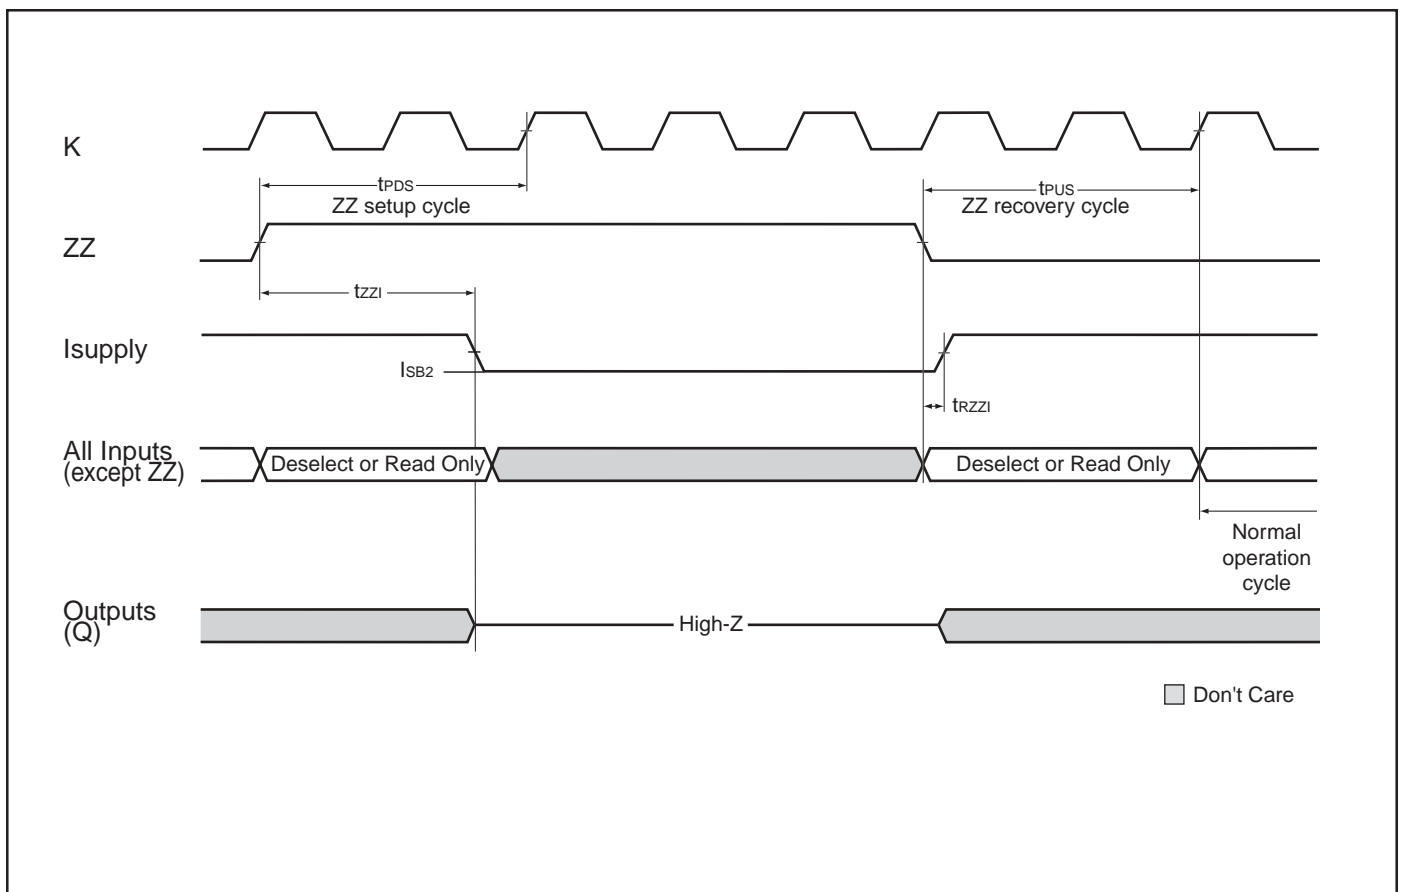 K
tPDS
ZZ setup cycle
tPUS
ZZ recovery cycle
ZZ
tZZI
Isupply
ISB2
tRZZI
All Inputs
(except ZZ)
Deselect or Read Only
Deselect or Read Only
Normal
operation
cycle
Outputs
(Q)
High-Z
Don't Care